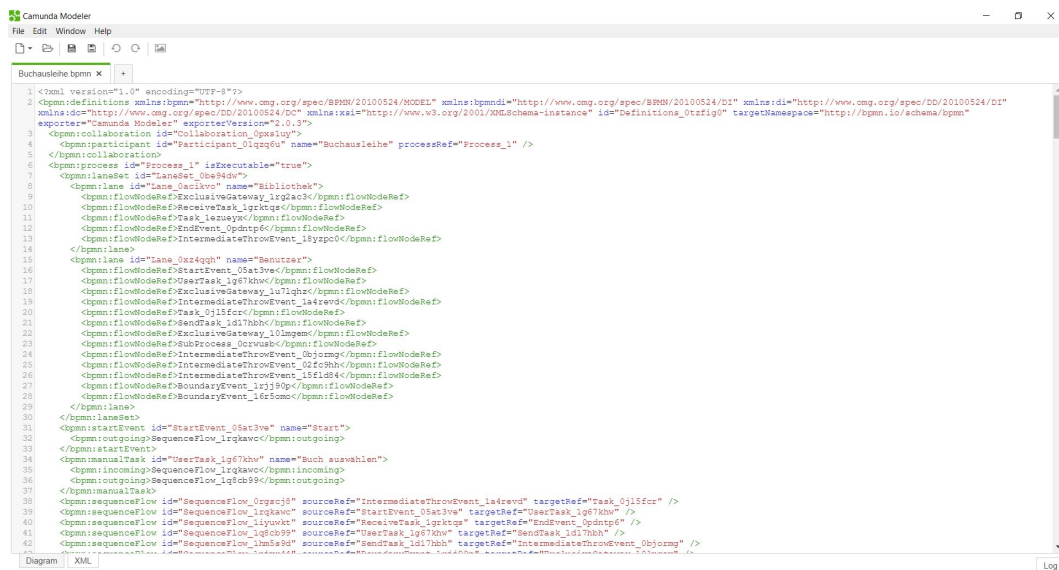 Camunda Modeler
File Edit Window Help
Buchausleihe.bpmn × +
1 <?xml version="1.0" encoding="UTF-8"?>
2 <bpmn:definitions xmlns:bpmn="http://www.omg.org/spec/BPMN/20100524/MODEL" xmlns:bpmndi="http://www.omg.org/spec/BPMN/20100524/DI" xmlns:di="http://www.omg.org/spec/DD/20100524/DI"
xmlns:dc="http://www.omg.org/spec/DD/20100524/DC" xmlns:xsi="http://www.w3.org/2001/XMLSchema-instance" id="Definitions_0tzfig0" targetNamespace="http://bpmn.io/schema/bpmn"
exporter="Camunda Modeler" exporterVersion="2.0.3">
3 <bpmn:collaboration id="Collaboration_0pxsluy">
4 <bpmn:participant id="Participant_01qzq6u" name="Buchausleihe" processRef="Process_1" />
5 </bpmn:collaboration>
6 <bpmn:process id="Process_1" isExecutable="true">
7 <bpmn:laneSet id="LaneSet_0be94dw">
8 <bpmn:lane id="Lane_0acikvo" name="Bibliothek">
9 <bpmn:flowNodeRef>ExclusiveGateway_1rg2ac3</bpmn:flowNodeRef>
10 <bpmn:flowNodeRef>ReceiveTask_1grktqs</bpmn:flowNodeRef>
11 <bpmn:flowNodeRef>Task_1ezueyx</bpmn:flowNodeRef>
12 <bpmn:flowNodeRef>EndEvent_0pdntp6</bpmn:flowNodeRef>
13 <bpmn:flowNodeRef>IntermediateThrowEvent_18yzpc0</bpmn:flowNodeRef>
14 </bpmn:lane>
15 <bpmn:lane id="Lane_0xz4qqh" name="Benutzer">
16 <bpmn:flowNodeRef>StartEvent_05at3ve</bpmn:flowNodeRef>
17 <bpmn:flowNodeRef>UserTask_1g67khw</bpmn:flowNodeRef>
18 <bpmn:flowNodeRef>ExclusiveGateway_1u7lqhz</bpmn:flowNodeRef>
19 <bpmn:flowNodeRef>IntermediateThrowEvent_1a4revd</bpmn:flowNodeRef>
20 <bpmn:flowNodeRef>Task_0jl5fcr</bpmn:flowNodeRef>
21 <bpmn:flowNodeRef>SendTask_1d17hbh</bpmn:flowNodeRef>
22 <bpmn:flowNodeRef>ExclusiveGateway_10lmgem</bpmn:flowNodeRef>
23 <bpmn:flowNodeRef>SubProcess_0crwusb</bpmn:flowNodeRef>
24 <bpmn:flowNodeRef>IntermediateThrowEvent_0bjormg</bpmn:flowNodeRef>
25 <bpmn:flowNodeRef>IntermediateThrowEvent_02fc9hh</bpmn:flowNodeRef>
26 <bpmn:flowNodeRef>IntermediateThrowEvent_15fld84</bpmn:flowNodeRef>
27 <bpmn:flowNodeRef>BoundaryEvent_1rjj90p</bpmn:flowNodeRef>
28 <bpmn:flowNodeRef>BoundaryEvent_16r5omo</bpmn:flowNodeRef>
29 </bpmn:lane>
30 </bpmn:laneSet>
31 <bpmn:startEvent id="StartEvent_05at3ve" name="Start">
32 <bpmn:outgoing>SequenceFlow_1rqkawc</bpmn:outgoing>
33 </bpmn:startEvent>
34 <bpmn:manualTask id="UserTask_1g67khw" name="Buch auswählen">
35 <bpmn:incoming>SequenceFlow_1rqkawc</bpmn:incoming>
36 <bpmn:outgoing>SequenceFlow_1q8cb99</bpmn:outgoing>
37 </bpmn:manualTask>
38 <bpmn:sequenceFlow id="SequenceFlow_0rgscj8" sourceRef="IntermediateThrowEvent_1a4revd" targetRef="Task_0jl5fcr" />
39 <bpmn:sequenceFlow id="SequenceFlow_1rqkawc" sourceRef="StartEvent_05at3ve" targetRef="UserTask_1g67khw" />
40 <bpmn:sequenceFlow id="SequenceFlow_1iyuwkt" sourceRef="ReceiveTask_1grktqs" targetRef="EndEvent_0pdntp6" />
41 <bpmn:sequenceFlow id="SequenceFlow_1q8cb99" sourceRef="UserTask_1g67khw" targetRef="SendTask_1d17hbh" />
42 <bpmn:sequenceFlow id="SequenceFlow_1hm5s9d" sourceRef="SendTask_1d17hbh" targetRef="IntermediateThrowEvent_0bjormg" />
Diagram XML
Log